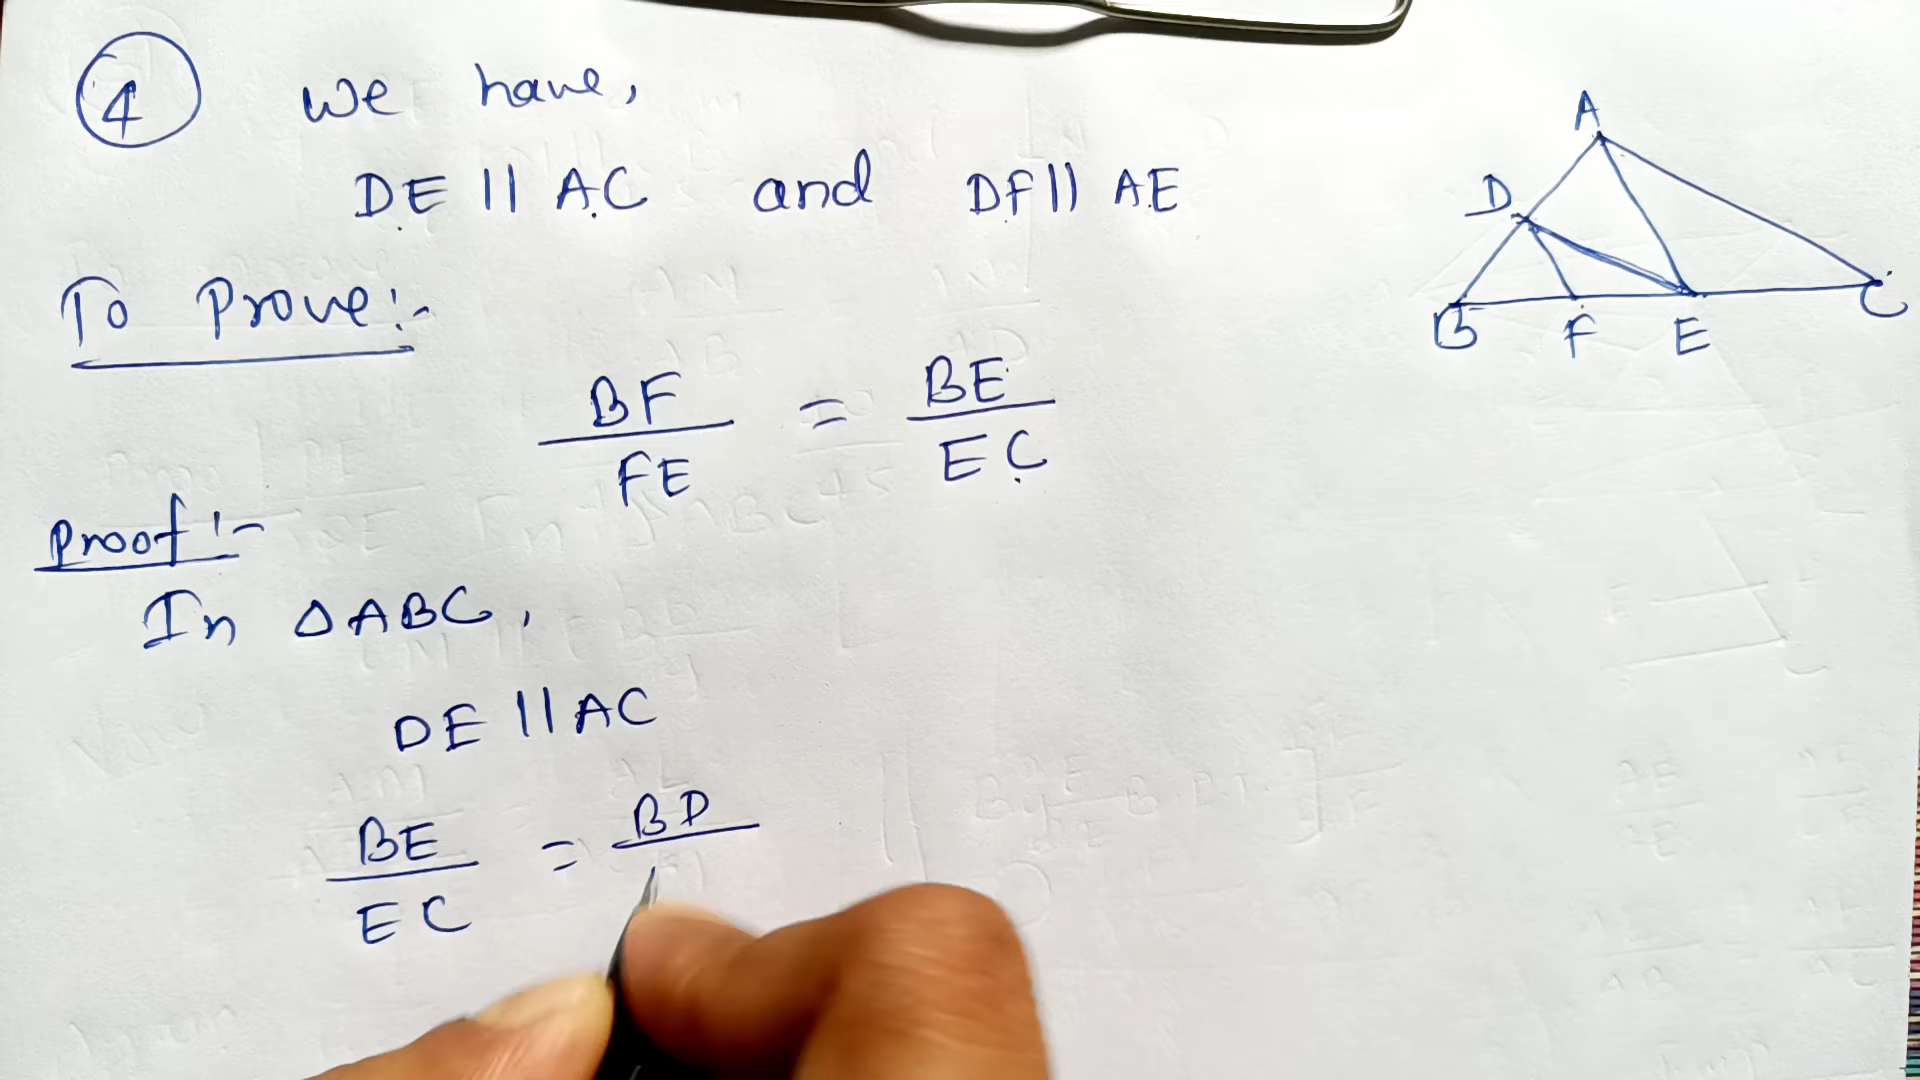 4 We have,
DE || AC and DF || AE
To Prove:-
BF/FE = BE/EC
Proof:-
In △ABC,
DE || AC
BE/EC = BD/
A
D
B F E C